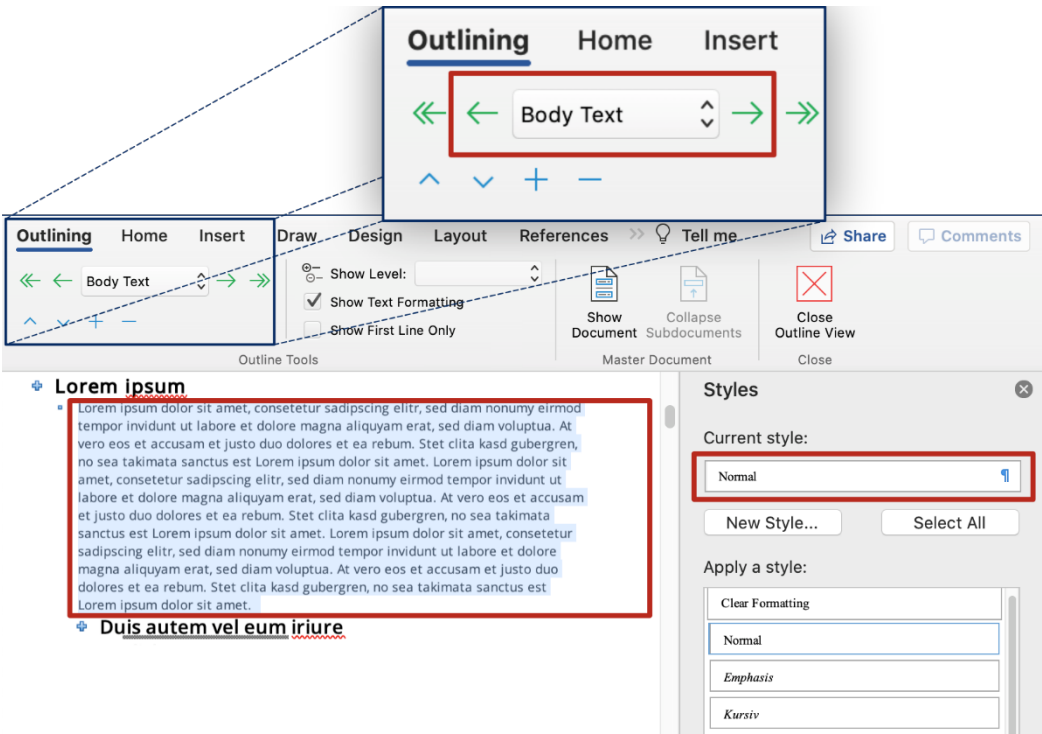 Outlining Home Insert
Body Text
Outlining Home Insert Draw Design Layout References Tell me Share Comments
Body Text
Show Level:
Show Text Formatting
Show First Line Only
Show Document
Collapse Subdocuments
Close Outline View
Outline Tools Master Document Close
Lorem ipsum
Lorem ipsum dolor sit amet, consetetur sadipscing elitr, sed diam nonumy eirmod
tempor invidunt ut labore et dolore magna aliquyam erat, sed diam voluptua. At
vero eos et accusam et justo duo dolores et ea rebum. Stet clita kasd gubergren,
no sea takimata sanctus est Lorem ipsum dolor sit amet. Lorem ipsum dolor sit
amet, consetetur sadipscing elitr, sed diam nonumy eirmod tempor invidunt ut
labore et dolore magna aliquyam erat, sed diam voluptua. At vero eos et accusam
et justo duo dolores et ea rebum. Stet clita kasd gubergren, no sea takimata
sanctus est Lorem ipsum dolor sit amet. Lorem ipsum dolor sit amet, consetetur
sadipscing elitr, sed diam nonumy eirmod tempor invidunt ut labore et dolore
magna aliquyam erat, sed diam voluptua. At vero eos et accusam et justo duo
dolores et ea rebum. Stet clita kasd gubergren, no sea takimata sanctus est
Lorem ipsum dolor sit amet.
Duis autem vel eum iriure
Styles
Current style:
Normal ¶
New Style... Select All
Apply a style:
Clear Formatting
Normal
Emphasis
Kursiv